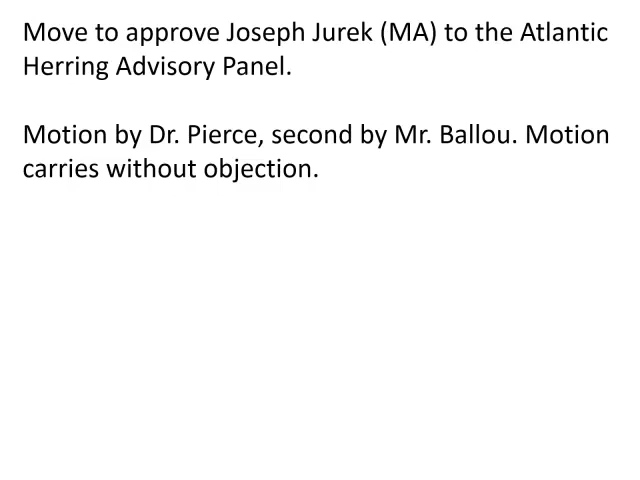 Move to approve Joseph Jurek (MA) to the Atlantic
Herring Advisory Panel.
Motion by Dr. Pierce, second by Mr. Ballou. Motion
carries without objection.